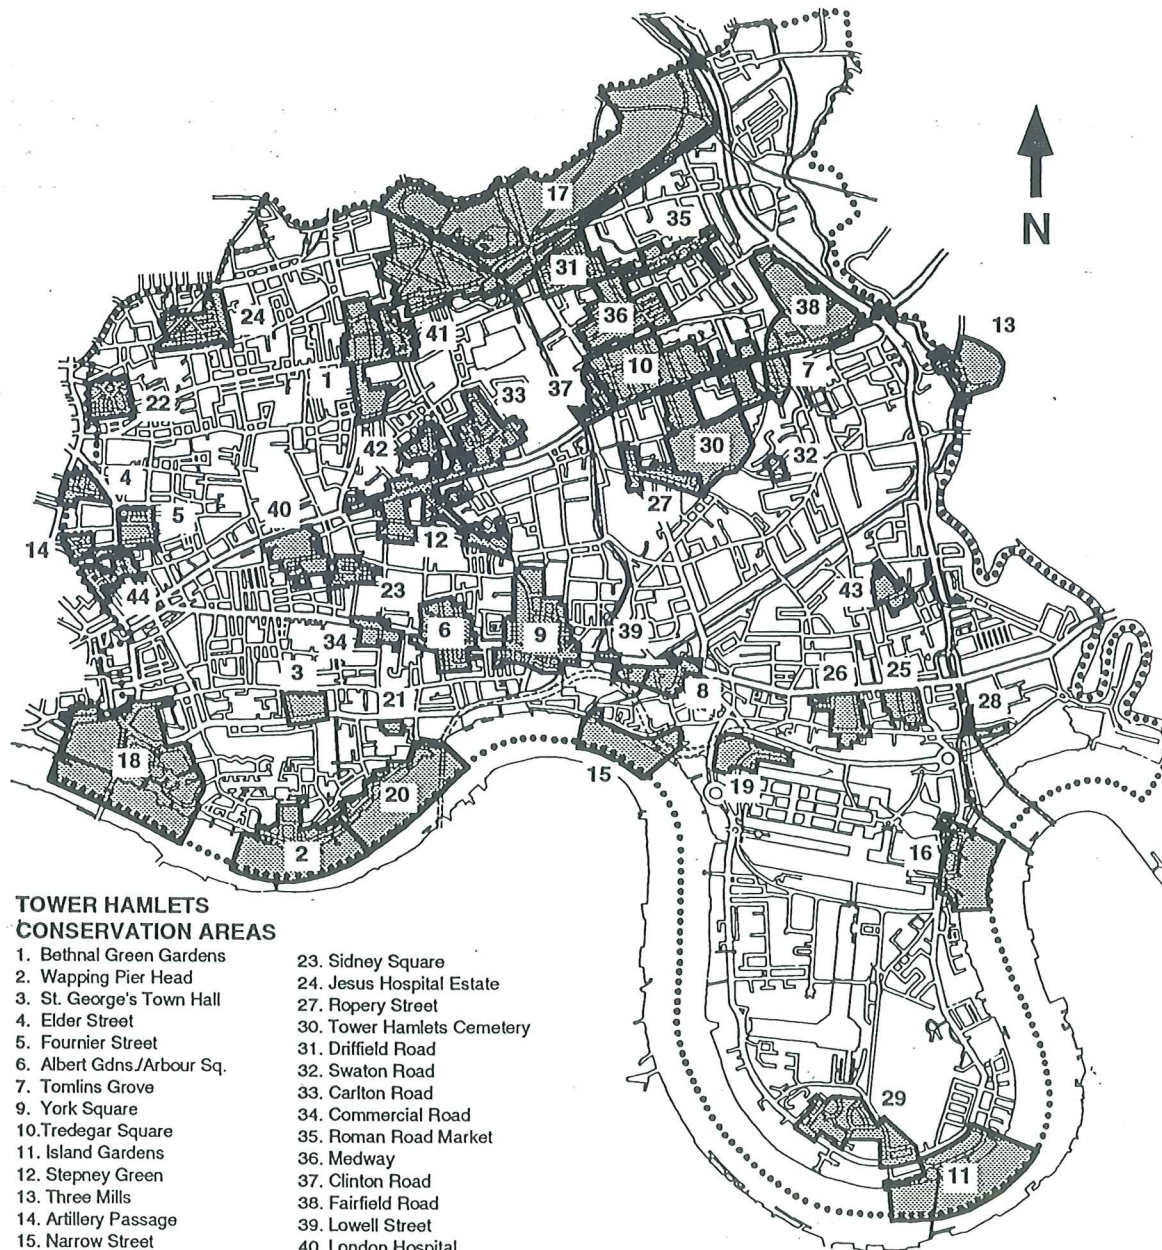 17
35
N
31
24
36
38
13
41
10
7
1
33
37
22
42
30
32
4
27
40
5
14
12
44
23
43
6
9
39
34
3
26
25
21
8
28
18
15
20
19
2
16
29
11
TOWER HAMLETS
CONSERVATION AREAS
1. Bethnal Green Gardens
2. Wapping Pier Head
3. St. George's Town Hall
4. Elder Street
5. Fournier Street
6. Albert Gdns./Arbour Sq.
7. Tomlins Grove
9. York Square
10.Tredegar Square
11. Island Gardens
12. Stepney Green
13. Three Mills
14. Artillery Passage
15. Narrow Street
23. Sidney Square
24. Jesus Hospital Estate
27. Ropery Street
30. Tower Hamlets Cemetery
31. Driffield Road
32. Swaton Road
33. Carlton Road
34. Commercial Road
35. Roman Road Market
36. Medway
37. Clinton Road
38. Fairfield Road
39. Lowell Street
40. London Hospital